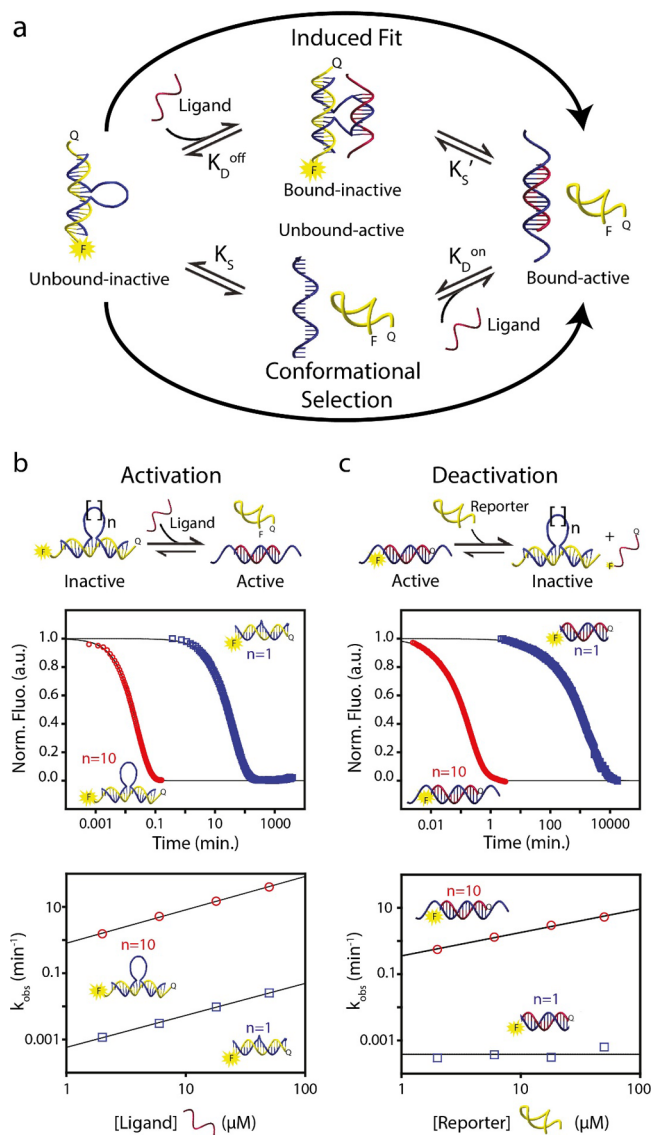 a
Induced Fit
Q
Ligand
Q
K_D^off
K_S'
F
F
Bound-inactive
Unbound-active
F
Q
Unbound-inactive
K_S
K_D^on
Bound-active
F
Q
Ligand
Conformational
Selection
b
Activation
c
Deactivation
[ ]n
Ligand
F
Q
F
Q
Inactive
Active
Reporter
F
Q
[ ]n
+
Q
F
F
Q
F
Q
Active
Inactive
Norm. Fluo. (a.u.)
1.0
0.8
0.6
0.4
0.2
0.0
F
Q
n=1
n=10
F
Q
0.001
0.1
10
1000
Time (min.)
Norm. Fluo. (a.u.)
1.0
0.8
0.6
0.4
0.2
0.0
F
Q
n=1
n=10
F
Q
0.01
1
100
10000
Time (min.)
k_obs (min⁻¹)
10
0.1
0.001
n=10
F
Q
n=1
F
Q
1
10
100
[Ligand]
(μM)
k_obs (min⁻¹)
10
0.1
0.001
n=10
F
Q
n=1
F
Q
1
10
100
[Reporter]
(μM)